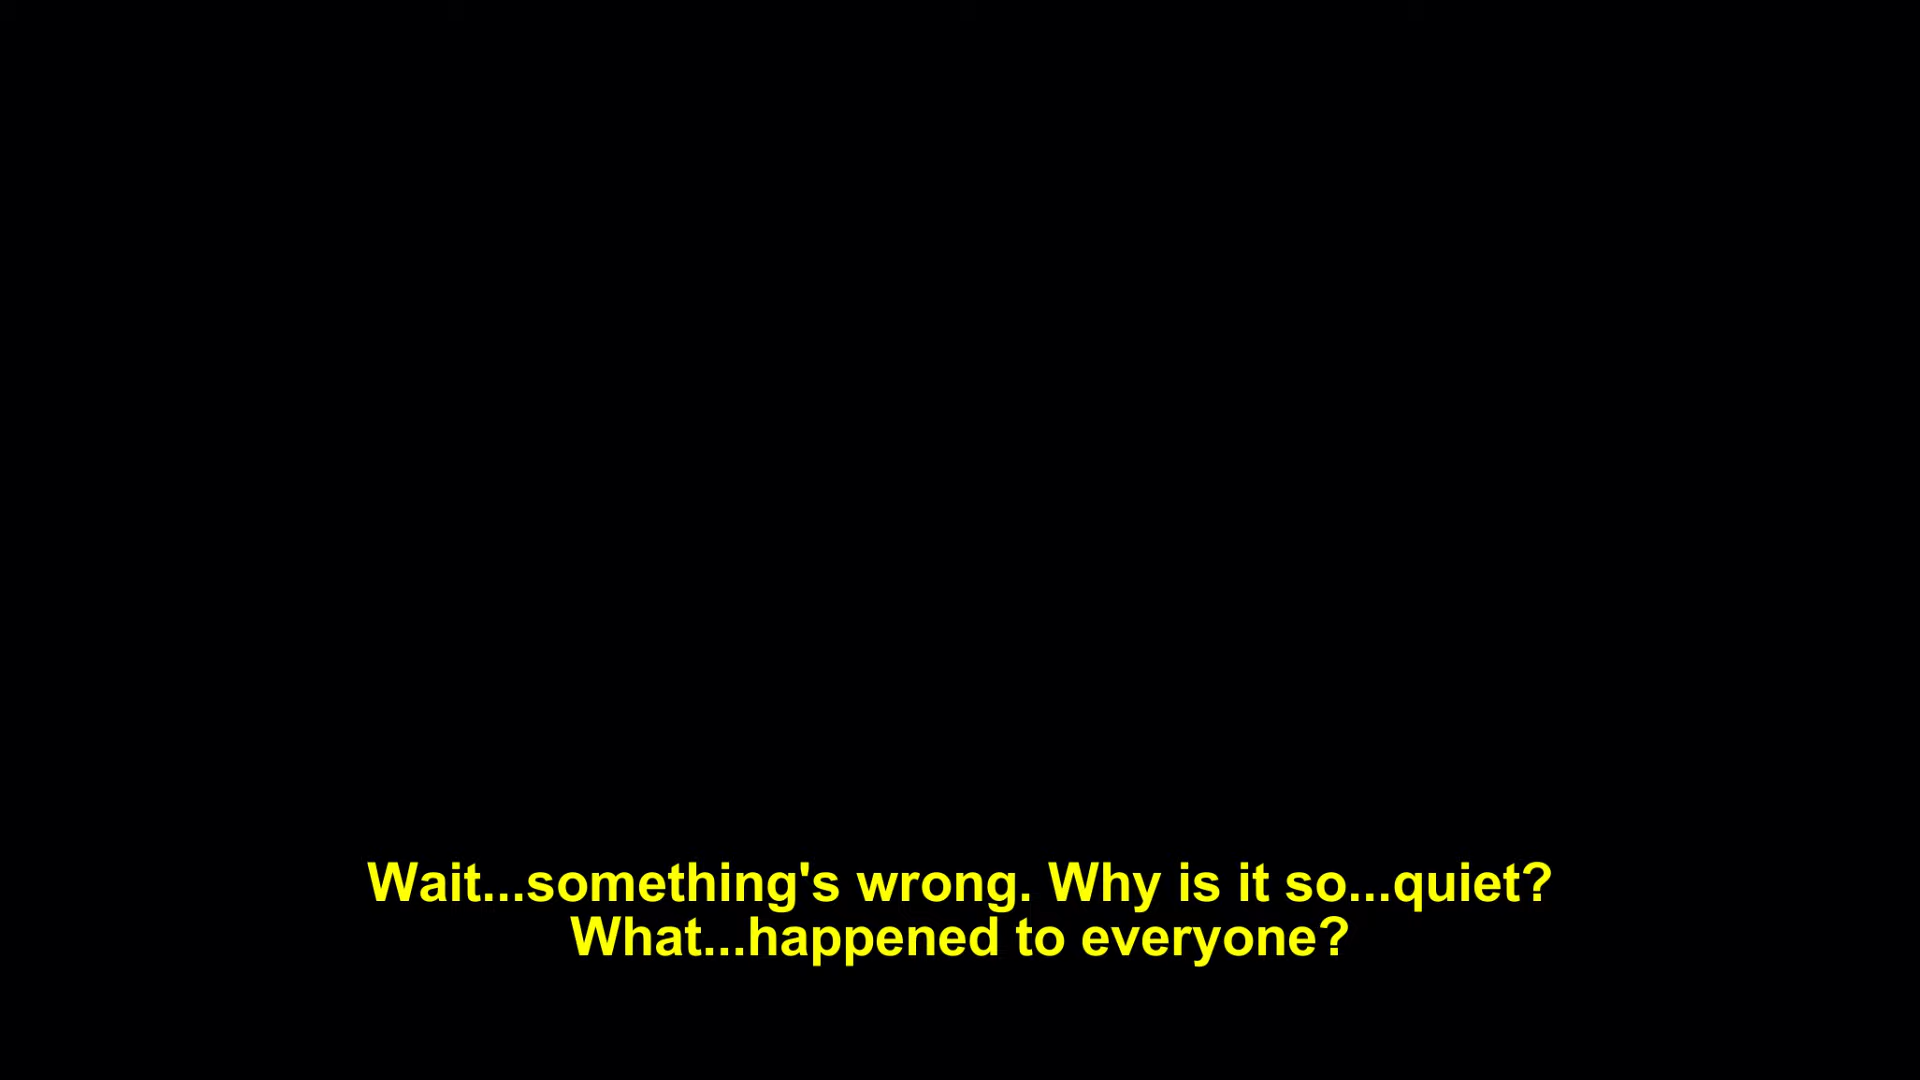 Wait...something's wrong. Why is it so...quiet?
What...happened to everyone?